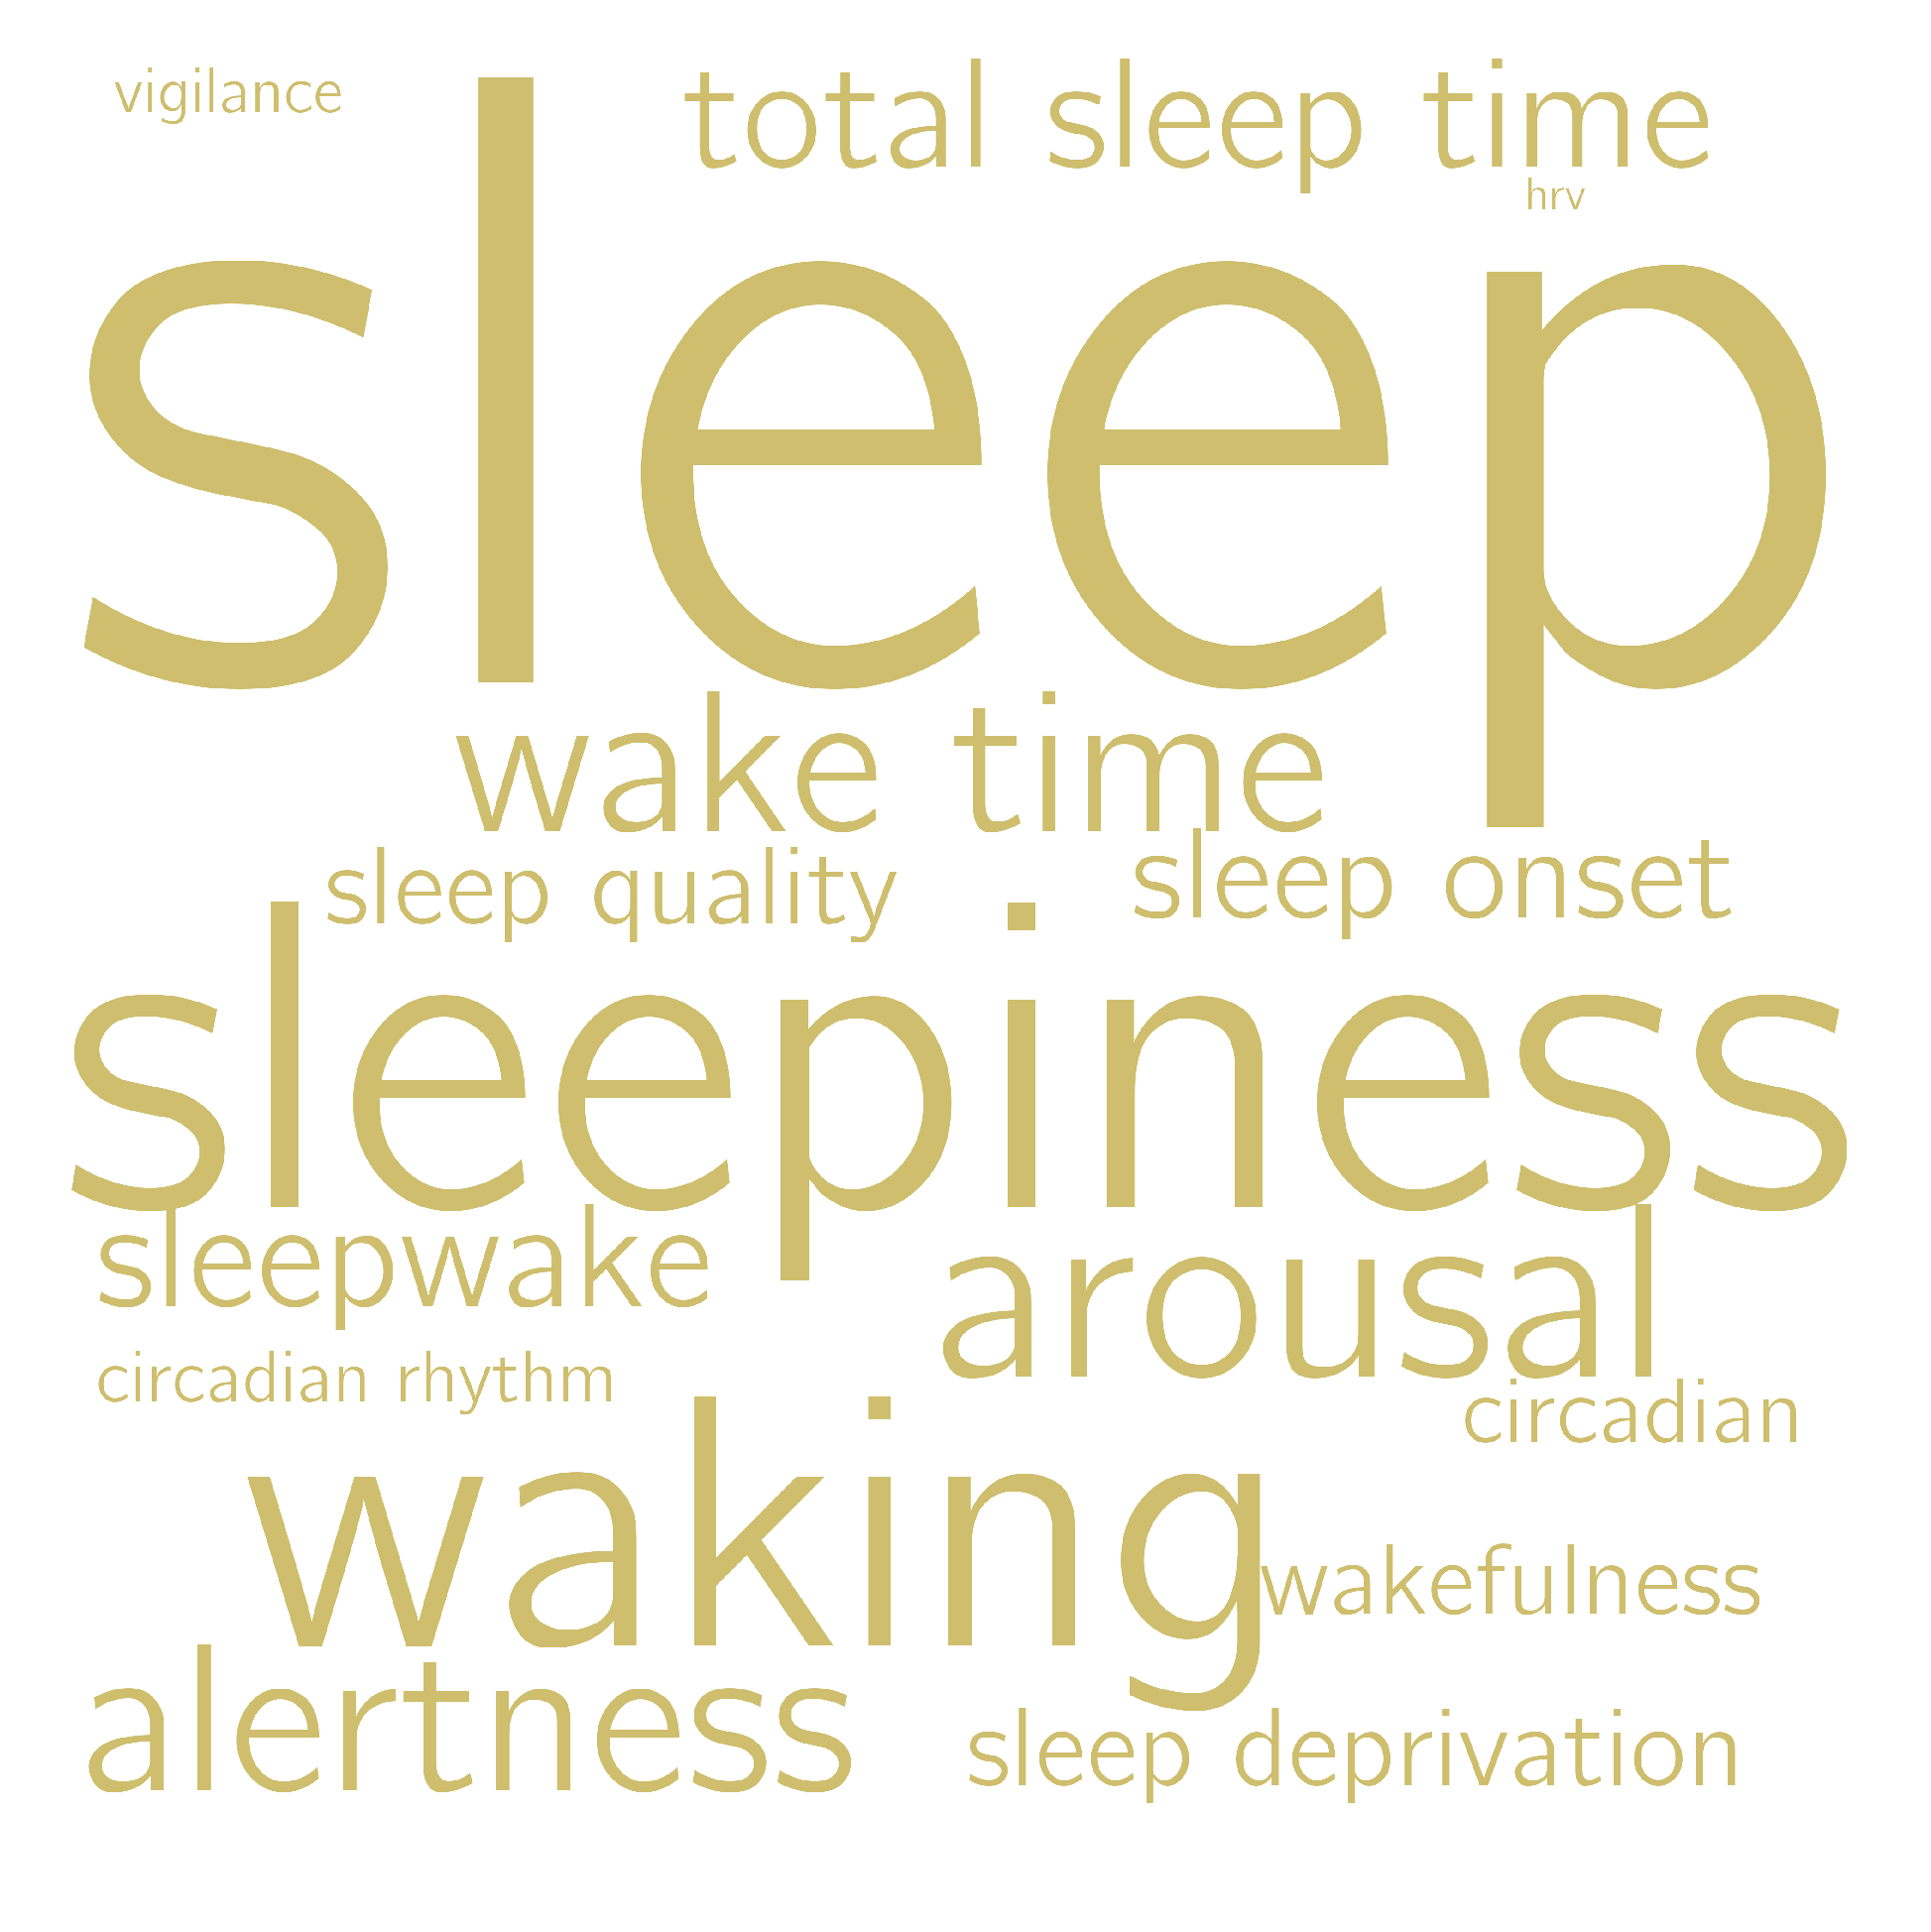 vigilance
total sleep time
hrv
sleep
wake time
sleep quality
sleep onset
sleepiness
sleepwake
arousal
circadian rhythm
circadian
waking
wakefulness
alertness
sleep deprivation